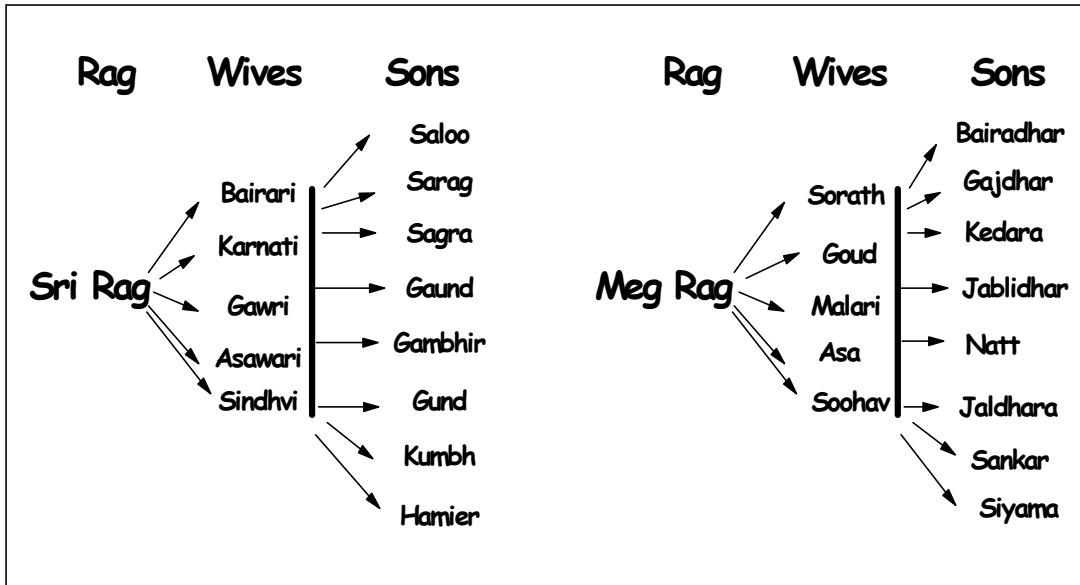 Rag Wives Sons
Sri Rag
Bairari
Karnati
Gawri
Asawari
Sindhvi
Saloo
Sarag
Sagra
Gaund
Gambhir
Gund
Kumbh
Hamier
Rag Wives Sons
Meg Rag
Sorath
Goud
Malari
Asa
Soohav
Bairadhar
Gajdhar
Kedara
Jablidhar
Natt
Jaldhara
Sankar
Siyama